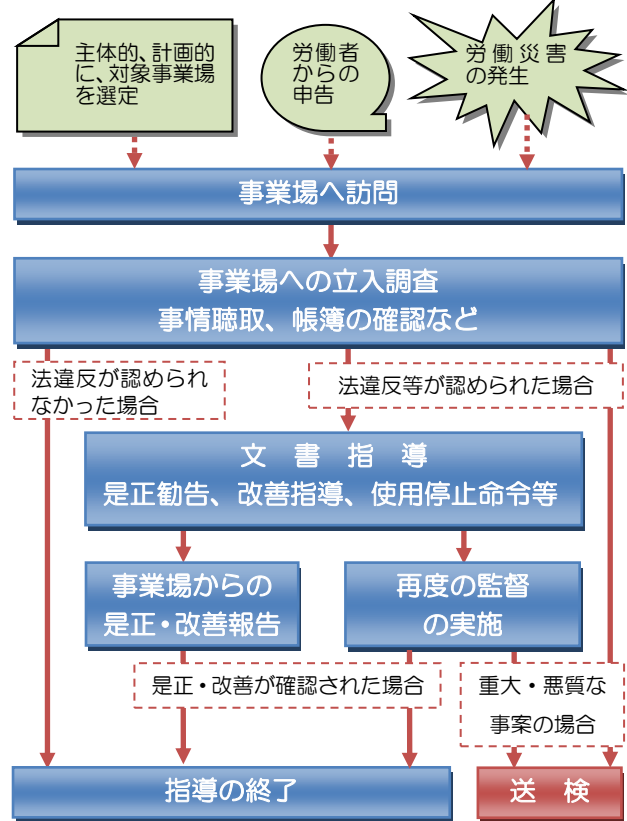 主体的、計画的
に、対象事業場
を選定
労働者
からの
申告
労働災害
の発生
事業場へ訪問
事業場への立入調査
事情聴取、帳簿の確認など
法違反が認められ
なかった場合
法違反等が認められた場合
文書指導
是正勧告、改善指導、使用停止命令等
事業場からの
是正・改善報告
再度の監督
の実施
是正・改善が確認された場合
重大・悪質な
事案の場合
指導の終了
送検